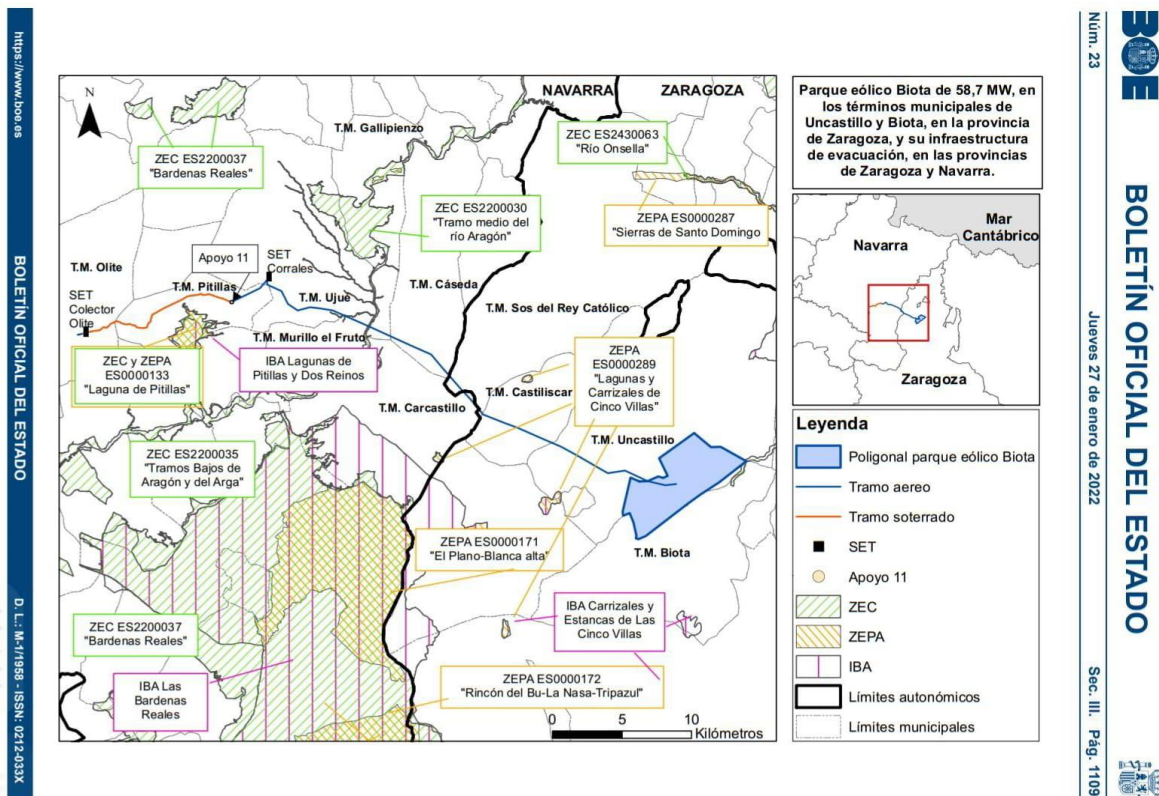 BOE
BOLETÍN OFICIAL DEL ESTADO
Núm. 23
Jueves 27 de enero de 2022
Sec. III. Pág. 1109
N
NAVARRA
ZARAGOZA
T.M. Gallipienzo
ZEC ES2200037
"Bardenas Reales"
ZEC ES2430063
"Río Onsella"
ZEC ES2200030
"Tramo medio del
río Aragón"
ZEPA ES0000287
"Sierras de Santo Domingo
Apoyo 11
SET
Corrales
T.M. Olite
T.M. Pitillas
T.M. Ujué
T.M. Cáseda
T.M. Sos del Rey Católico
SET
Colector
Olite
T.M. Murillo el Fruto
ZEC y ZEPA
ES0000133
"Laguna de Pitillas"
IBA Lagunas de
Pitillas y Dos Reinos
ZEPA
ES0000289
"Lagunas y
Carrizales de
Cinco Villas"
T.M. Castiliscar
T.M. Carcastillo
T.M. Uncastillo
ZEC ES2200035
"Tramos Bajos de
Aragón y del Arga"
ZEPA ES0000171
"El Plano-Blanca alta"
T.M. Biota
ZEC ES2200037
"Bardenas Reales"
IBA Carrizales y
Estancas de Las
Cinco Villas
IBA Las
Bardenas
Reales
ZEPA ES0000172
"Rincón del Bu-La Nasa-Tripazul"
0 5 10
Kilómetros
Parque eólico Biota de 58,7 MW, en
los términos municipales de
Uncastillo y Biota, en la provincia
de Zaragoza, y su infraestructura
de evacuación, en las provincias
de Zaragoza y Navarra.
Mar
Cantábrico
Navarra
Zaragoza
Leyenda
Poligonal parque eólico Biota
Tramo aereo
Tramo soterrado
SET
Apoyo 11
ZEC
ZEPA
IBA
Límites autonómicos
Límites municipales
https://www.boe.es
BOLETÍN OFICIAL DEL ESTADO
D. L.: M-1/1958 - ISSN: 0212-033X